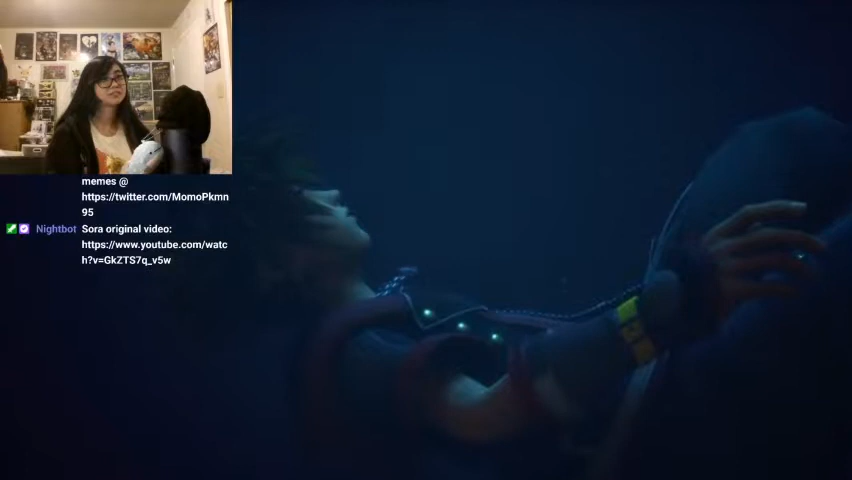 memes @
https://twitter.com/MomoPkmn
95
Nightbot Sora original video:
https://www.youtube.com/watc
h?v=GkZTS7q_v5w